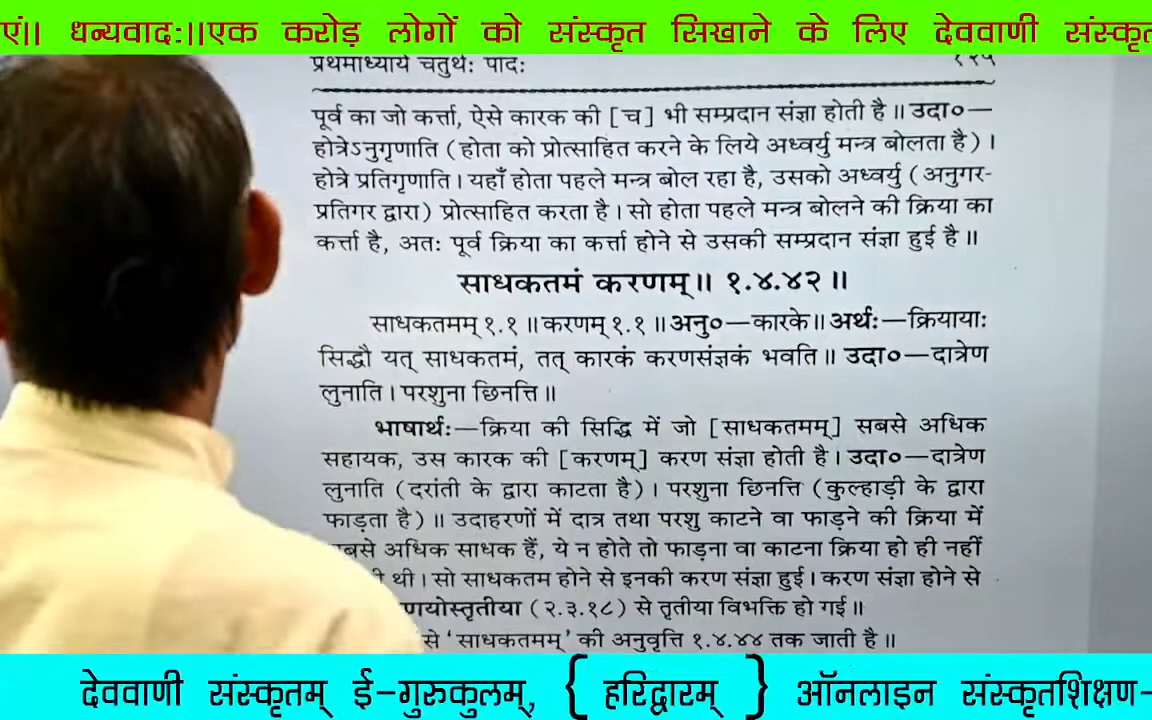 एं|| धन्यवादः||एक करोड़ लोगों को संस्कृत सिखाने के लिए देववाणी
प्रथमाध्याये चतुर्थः पादः
पूर्व का जो कर्त्ता, ऐसे कारक की [च] भी सम्प्रदान संज्ञा होती है॥ उदा०—
होत्रेऽनुगृणाति (होता को प्रोत्साहित करने के लिये अध्वर्यु मन्त्र बोलता है)।
होत्रे प्रतिगृणाति। यहाँ होता पहले मन्त्र बोल रहा है, उसको अध्वर्यु (अनुगर-
प्रतिगर द्वारा) प्रोत्साहित करता है। सो होता पहले मन्त्र बोलने की क्रिया का
कर्त्ता है, अतः पूर्व क्रिया का कर्त्ता होने से उसकी सम्प्रदान संज्ञा हुई है॥
साधकतमं करणम्॥ १.४.४२॥
साधकतमम् १.१॥ करणम् १.१॥ अनु०—कारके॥ अर्थः—क्रियायाः
सिद्धौ यत् साधकतमं, तत् कारकं करणसंज्ञकं भवति॥ उदा०—दात्रेण
लुनाति। परशुना छिनत्ति॥
भाषार्थः—क्रिया की सिद्धि में जो [साधकतमम्] सबसे अधिक
सहायक, उस कारक की [करणम्] करण संज्ञा होती है। उदा०—दात्रेण
लुनाति (दरांती के द्वारा काटता है)। परशुना छिनत्ति (कुल्हाड़ी के द्वारा
फाड़ता है)॥ उदाहरणों में दात्र तथा परशु काटने वा फाड़ने की क्रिया में
अधिक साधक हैं, ये न होते तो फाड़ना वा काटना क्रिया हो ही नहीं
थी। सो साधकतम होने से इनकी करण संज्ञा हुई। करण संज्ञा होने से
णयोस्तृतीया (२.३.१८) से तृतीया विभक्ति हो गई॥
से 'साधकतमम्' की अनुवृत्ति १.४.४४ तक जाती है॥
देववाणी संस्कृतम् ई-गुरुकुलम्, { हरिद्वारम् } ऑनलाइन संस्कृतशिक्षण-